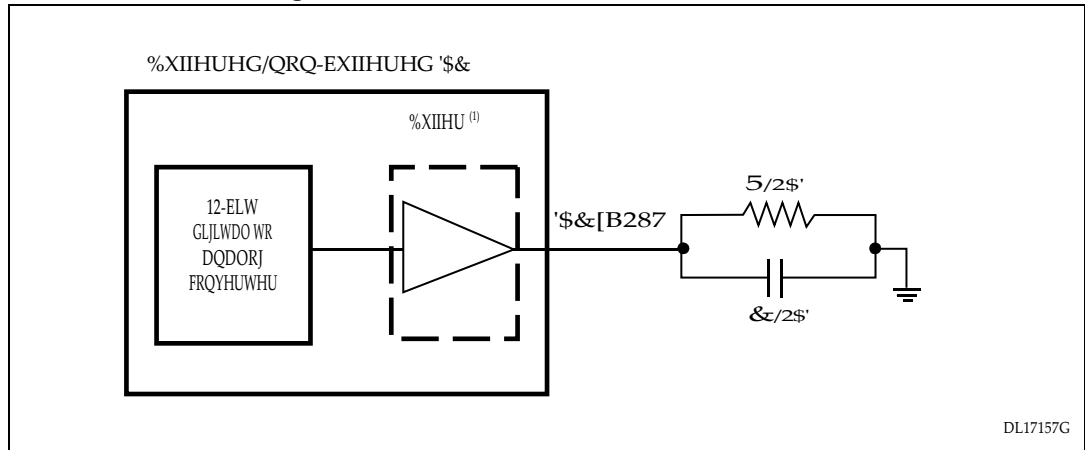 %XIIHUHG/QRQ-EXIIHUHG '$&
%XIIHU (1)
12-ELW
GLJLWDO WR
DQDORJ
FRQYHUWHU
'$&[B287
5/2$'
&/2$'
DL17157G